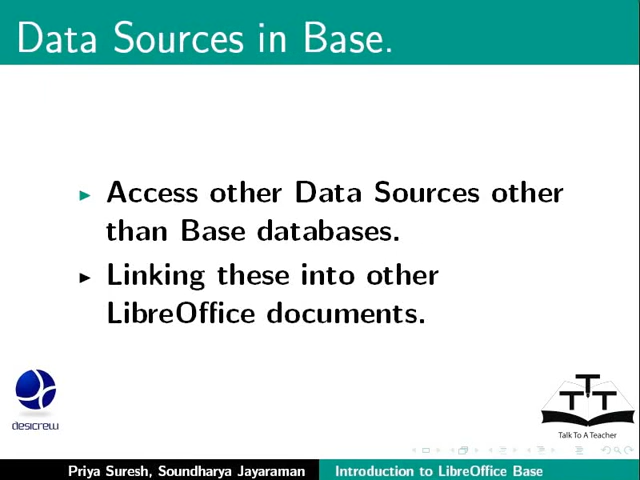 Data Sources in Base.
Access other Data Sources other
than Base databases.
Linking these into other
LibreOffice documents.
desicrew
TTT
Talk To A Teacher
Priya Suresh, Soundharya Jayaraman
Introduction to LibreOffice Base